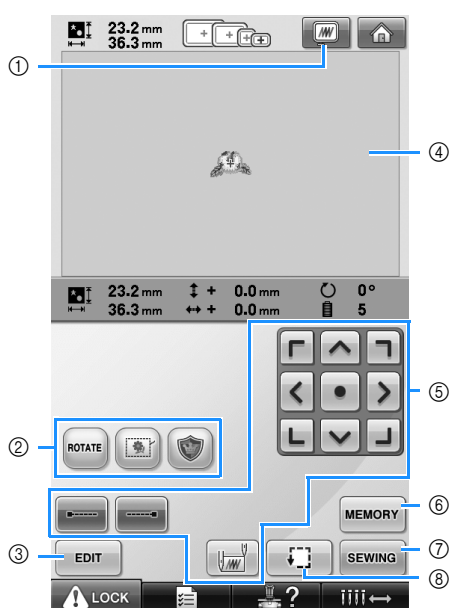 23.2 mm
36.3 mm
①
④
23.2 mm + 0.0 mm 0°
36.3 mm + 0.0 mm 5
⑤
② ROTATE
MEMORY ⑥
③ EDIT SEWING ⑦
⑧
LOCK ?